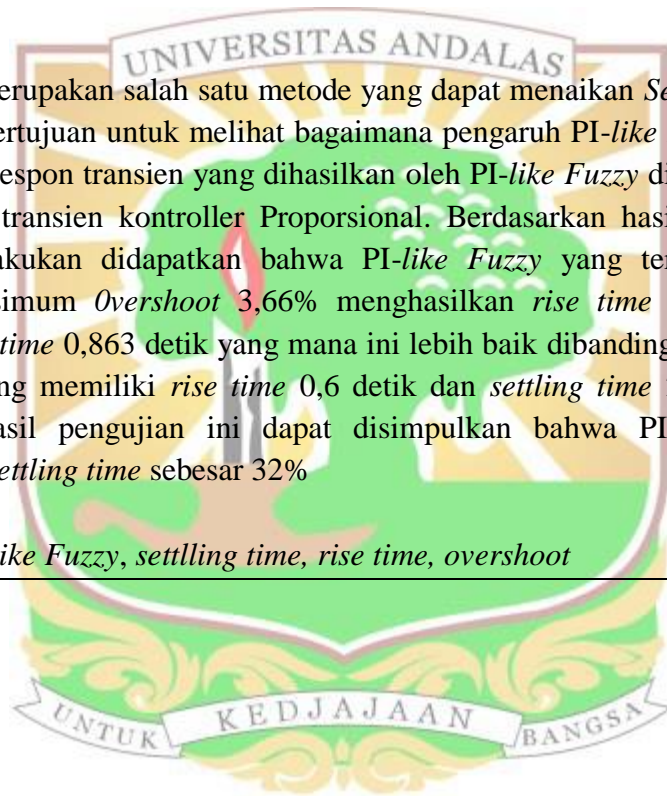 UNIVERSITAS ANDALAS
erupakan salah satu metode yang dapat menaikan Se
ertujuan untuk melihat bagaimana pengaruh PI-like
espon transien yang dihasilkan oleh PI-like Fuzzy di
transien kontroller Proporsional. Berdasarkan hasi
akukan didapatkan bahwa PI-like Fuzzy yang ter
simum 0vershoot 3,66% menghasilkan rise time
time 0,863 detik yang mana ini lebih baik dibanding
ng memiliki rise time 0,6 detik dan settling time
asil pengujian ini dapat disimpulkan bahwa PI
ettling time sebesar 32%
like Fuzzy, settlling time, rise time, overshoot
UNTUK KEDJAJAAN BANGSA